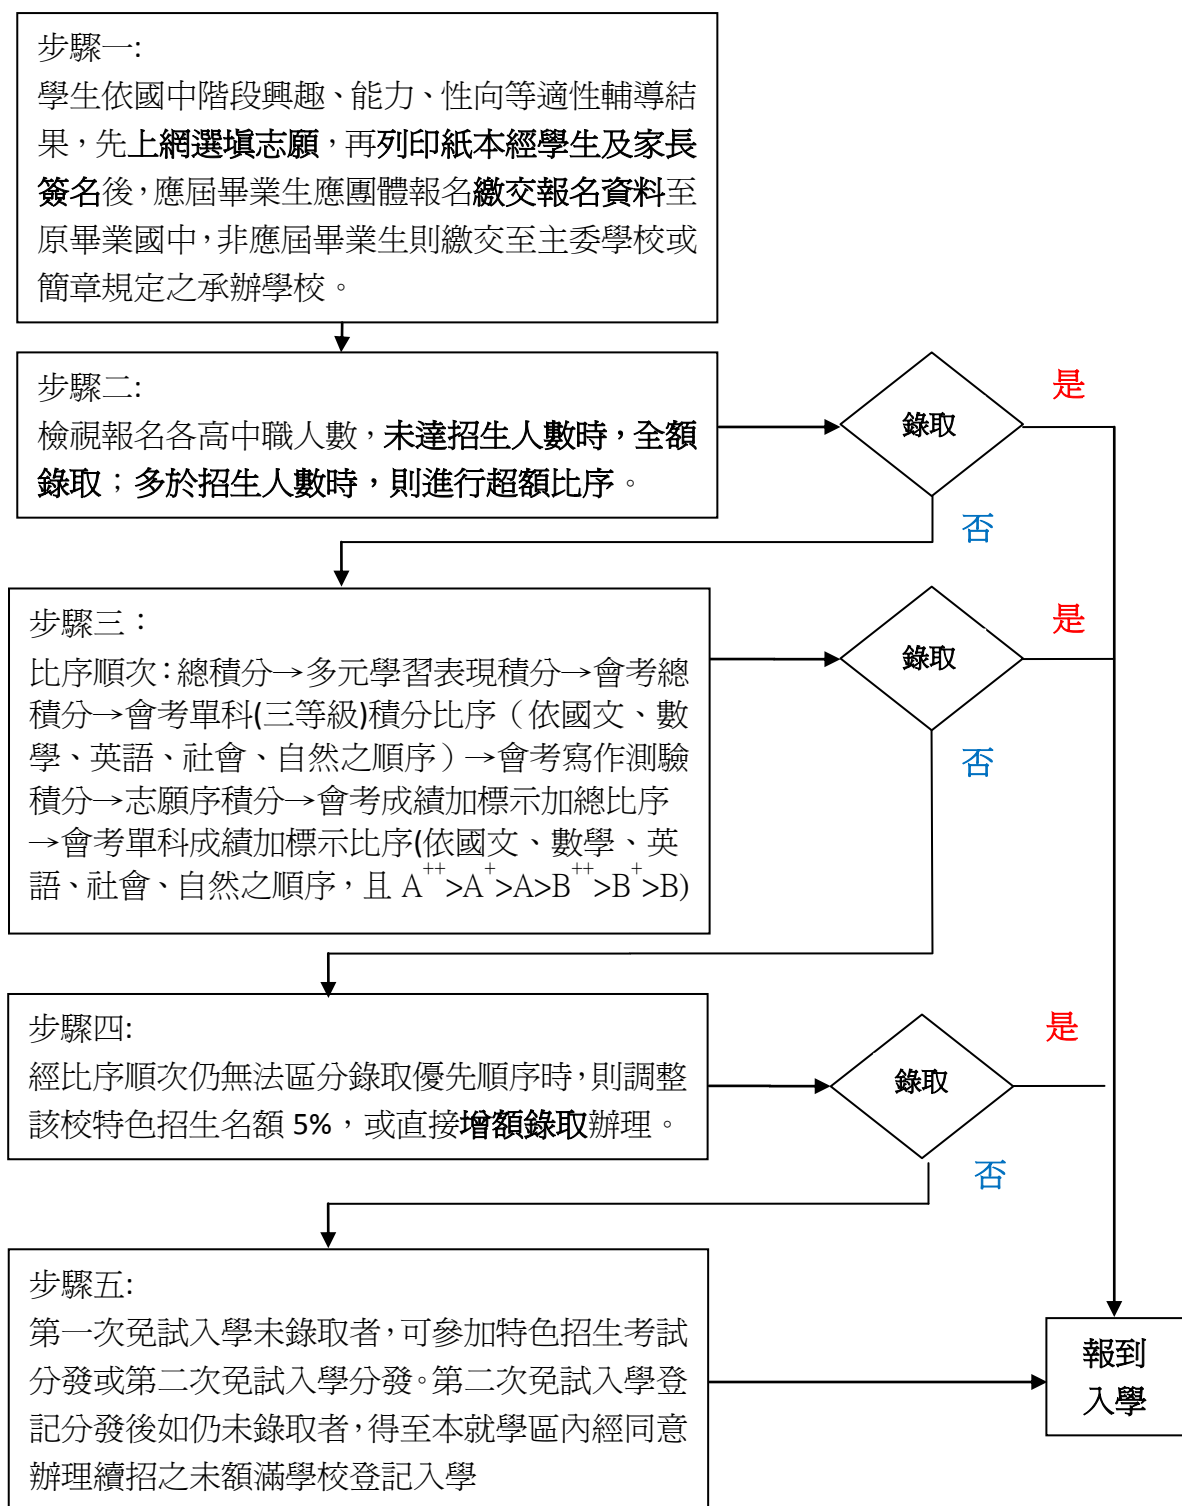 步驟一:
學生依國中階段興趣、能力、性向等適性輔導結
果，先上網選填志願，再列印紙本經學生及家長
簽名後，應屆畢業生應團體報名繳交報名資料至
原畢業國中，非應屆畢業生則繳交至主委學校或
簡章規定之承辦學校。
步驟二:
檢視報名各高中職人數，未達招生人數時，全額
錄取；多於招生人數時，則進行超額比序。
錄取
是
否
步驟三：
比序順次：總積分→多元學習表現積分→會考總
積分→會考單科(三等級)積分比序（依國文、數
學、英語、社會、自然之順序）→會考寫作測驗
積分→志願序積分→會考成績加標示加總比序
→會考單科成績加標示比序(依國文、數學、英
語、社會、自然之順序，且 A++>A+>A>B++>B+>B)
錄取
是
否
步驟四:
經比序順次仍無法區分錄取優先順序時，則調整
該校特色招生名額 5%，或直接增額錄取辦理。
錄取
是
否
步驟五:
第一次免試入學未錄取者，可參加特色招生考試
分發或第二次免試入學分發。第二次免試入學登
記分發後如仍未錄取者，得至本就學區內經同意
辦理續招之未額滿學校登記入學
報到
入學